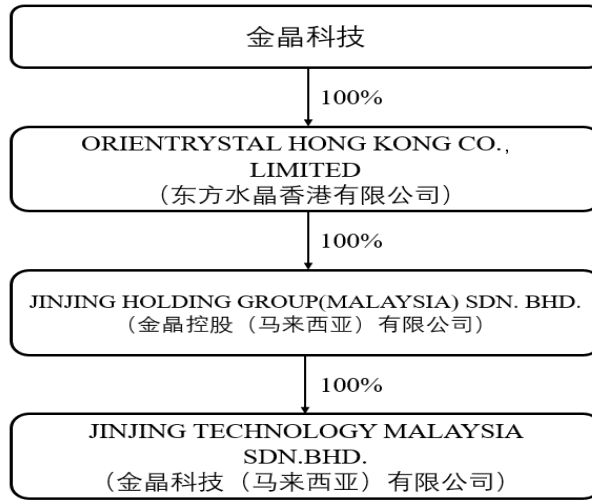 金晶科技
100%
ORIENTRYSTAL HONG KONG CO.,
LIMITED
（东方水晶香港有限公司）
100%
JINJING HOLDING GROUP(MALAYSIA) SDN. BHD.
（金晶控股（马来西亚）有限公司）
100%
JINJING TECHNOLOGY MALAYSIA
SDN.BHD.
（金晶科技（马来西亚）有限公司）